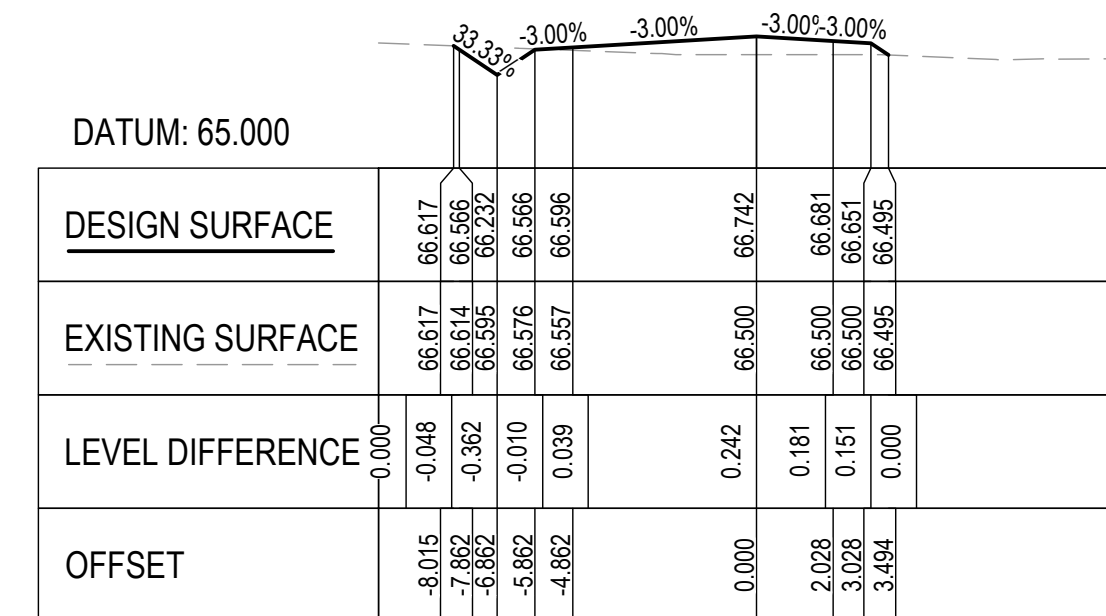 33.33% -3.00% -3.00% -3.00% -3.00%
DATUM: 65.000
DESIGN SURFACE 66.617 66.566 66.232 66.566 66.596 66.742 66.681 66.651 66.495
EXISTING SURFACE 66.617 66.614 66.595 66.576 66.557 66.500 66.500 66.500 66.495
LEVEL DIFFERENCE 0.000 -0.048 -0.362 -0.010 0.039 0.242 0.181 0.151 0.000
OFFSET -8.015 -7.862 -6.862 -5.862 -4.862 0.000 2.028 3.028 3.494